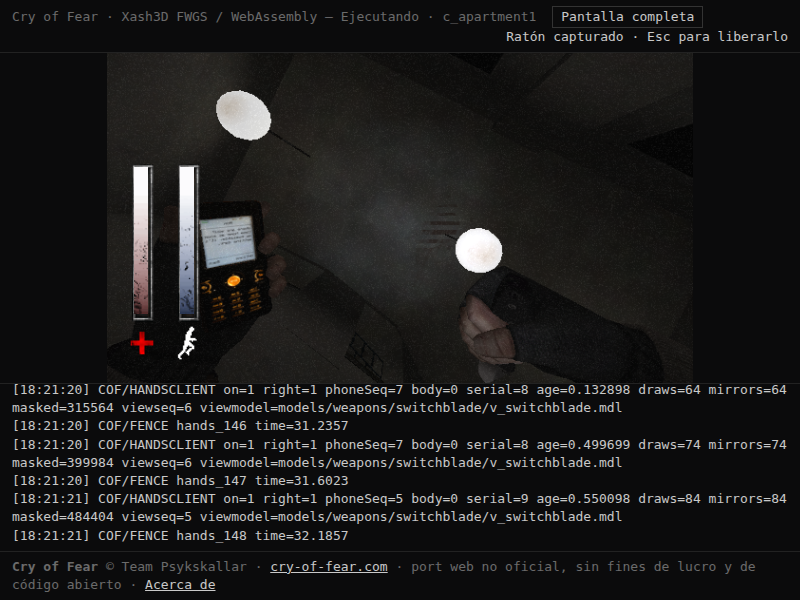 Cry of Fear · Xash3D FWGS / WebAssembly — Ejecutando · c_apartment1
Pantalla completa
Ratón capturado · Esc para liberarlo
[18:21:20] COF/HANDSCLIENT on=1 right=1 phoneSeq=7 body=0 serial=8 age=0.132898 draws=64 mirrors=64
masked=315564 viewseq=6 viewmodel=models/weapons/switchblade/v_switchblade.mdl
[18:21:20] COF/FENCE hands_146 time=31.2357
[18:21:20] COF/HANDSCLIENT on=1 right=1 phoneSeq=7 body=0 serial=8 age=0.499699 draws=74 mirrors=74
masked=399984 viewseq=6 viewmodel=models/weapons/switchblade/v_switchblade.mdl
[18:21:20] COF/FENCE hands_147 time=31.6023
[18:21:21] COF/HANDSCLIENT on=1 right=1 phoneSeq=5 body=0 serial=9 age=0.550098 draws=84 mirrors=84
masked=484404 viewseq=5 viewmodel=models/weapons/switchblade/v_switchblade.mdl
[18:21:21] COF/FENCE hands_148 time=32.1857
Cry of Fear © Team Psykskallar · cry-of-fear.com · port web no oficial, sin fines de lucro y de
código abierto · Acerca de